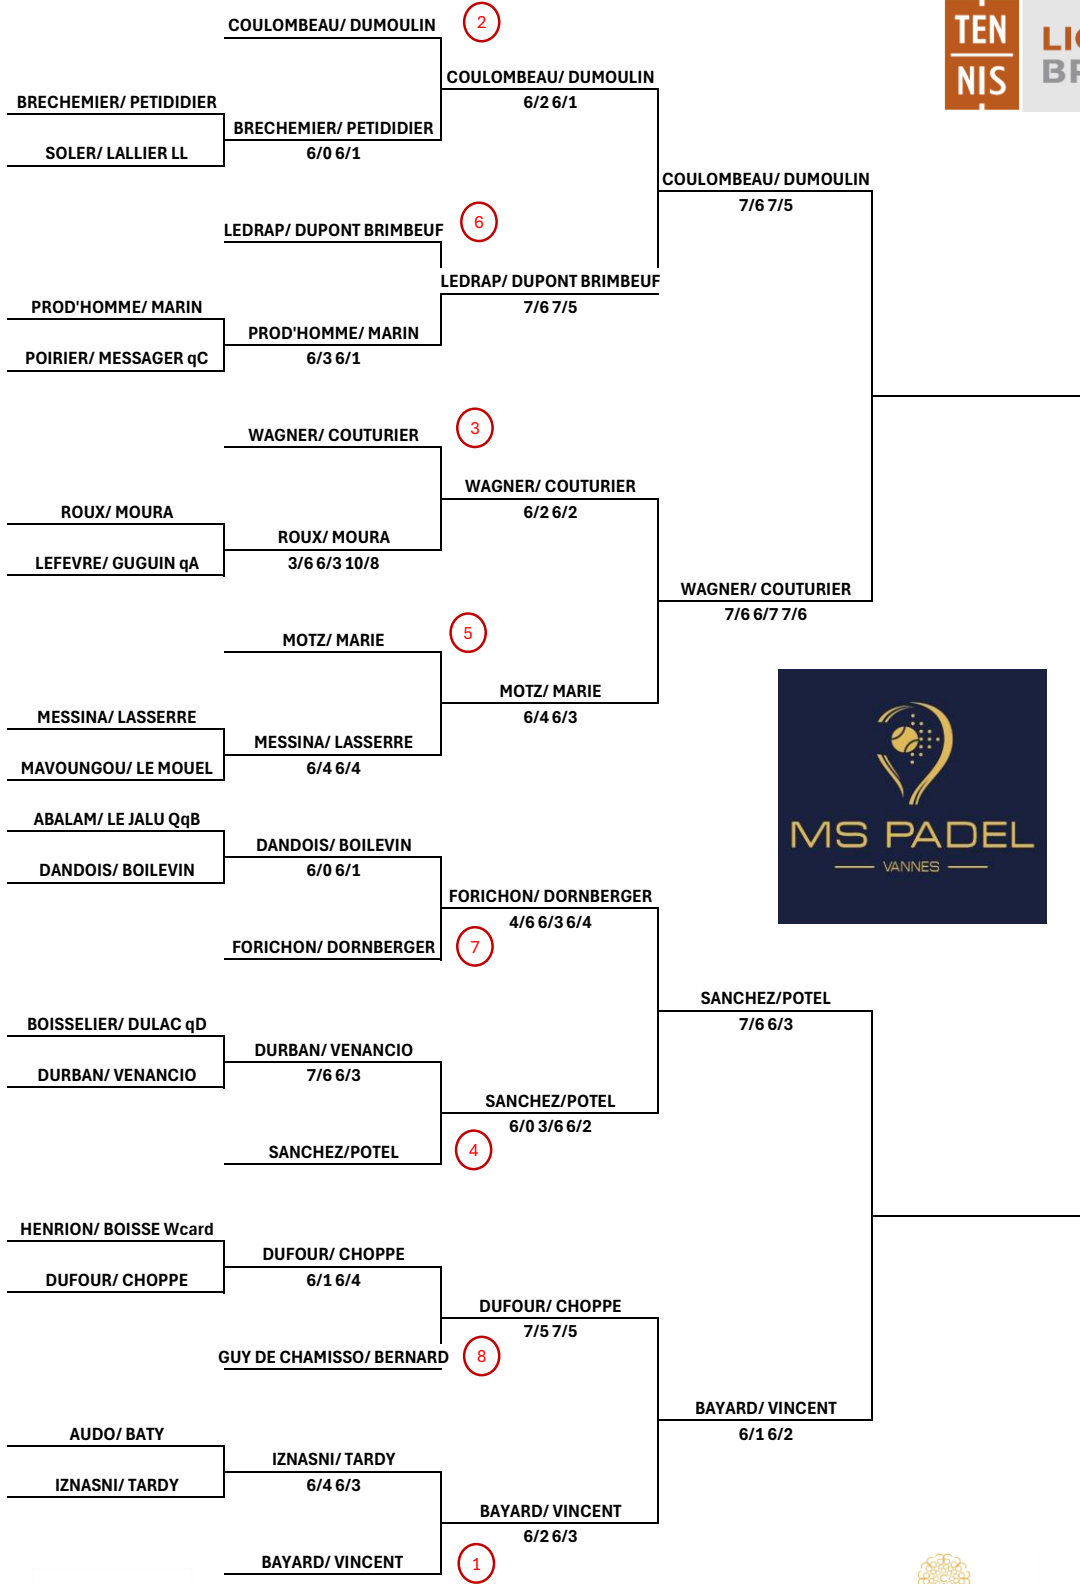 COULOMBEAU/ DUMOULIN
2
TEN
NIS
COULOMBEAU/ DUMOULIN
6/2 6/1
BRECHEMIER/ PETIDIDIER
BRECHEMIER/ PETIDIDIER
6/0 6/1
SOLER/ LALLIER LL
COULOMBEAU/ DUMOULIN
7/6 7/5
LEDRAP/ DUPONT BRIMBEUF
6
LEDRAP/ DUPONT BRIMBEUF
7/6 7/5
PROD'HOMME/ MARIN
PROD'HOMME/ MARIN
6/3 6/1
POIRIER/ MESSAGER qC
WAGNER/ COUTURIER
3
WAGNER/ COUTURIER
6/2 6/2
ROUX/ MOURA
ROUX/ MOURA
3/6 6/3 10/8
LEFEVRE/ GUGUIN qA
WAGNER/ COUTURIER
7/6 6/7 7/6
MOTZ/ MARIE
5
MOTZ/ MARIE
6/4 6/3
MESSINA/ LASSERRE
MESSINA/ LASSERRE
6/4 6/4
MAVOUNGOU/ LE MOUEL
MS PADEL
VANNES
ABALAM/ LE JALU QqB
DANDOIS/ BOILEVIN
6/0 6/1
DANDOIS/ BOILEVIN
FORICHON/ DORNBERGER
4/6 6/3 6/4
FORICHON/ DORNBERGER
7
SANCHEZ/POTEL
7/6 6/3
BOISSELIER/ DULAC qD
DURBAN/ VENANCIO
7/6 6/3
DURBAN/ VENANCIO
SANCHEZ/POTEL
6/0 3/6 6/2
SANCHEZ/POTEL
4
HENRION/ BOISSE Wcard
DUFOUR/ CHOPPE
6/1 6/4
DUFOUR/ CHOPPE
DUFOUR/ CHOPPE
7/5 7/5
GUY DE CHAMISSO/ BERNARD
8
BAYARD/ VINCENT
6/1 6/2
AUDO/ BATY
IZNASNI/ TARDY
6/4 6/3
IZNASNI/ TARDY
BAYARD/ VINCENT
6/2 6/3
BAYARD/ VINCENT
1